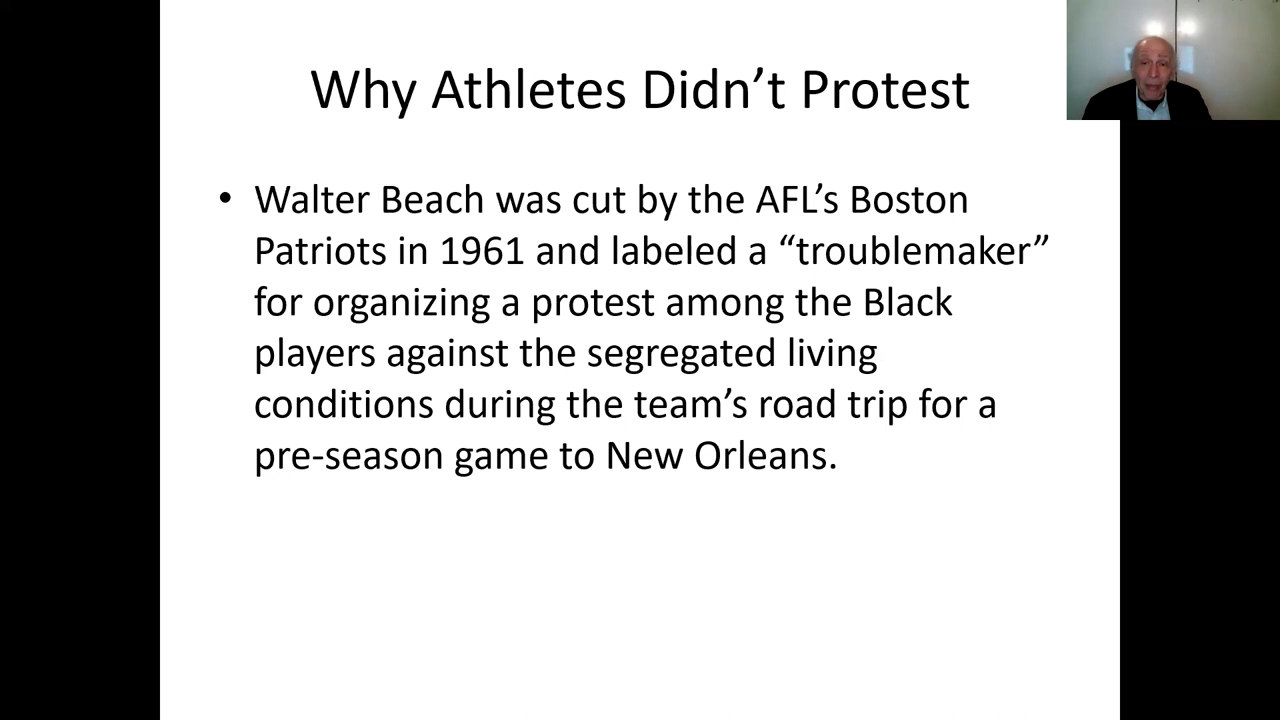 Why Athletes Didn’t Protest
• Walter Beach was cut by the AFL’s Boston
Patriots in 1961 and labeled a “troublemaker”
for organizing a protest among the Black
players against the segregated living
conditions during the team’s road trip for a
pre-season game to New Orleans.